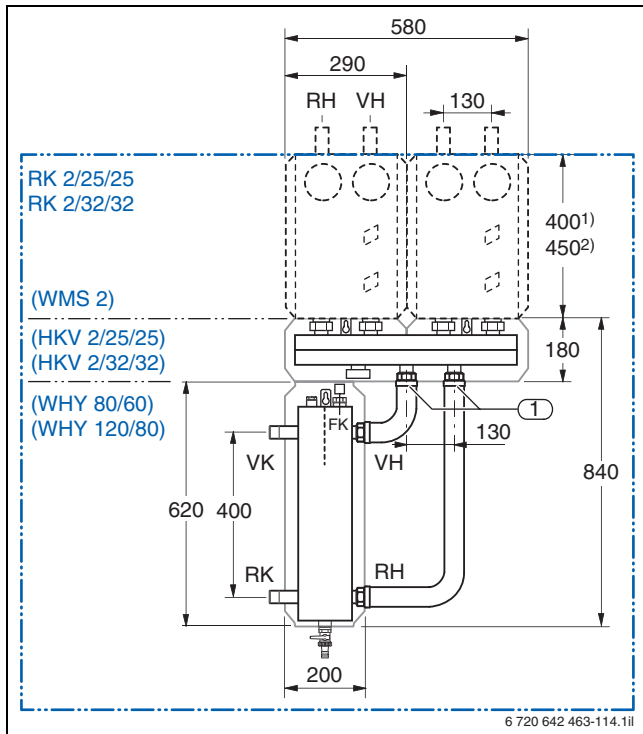 580
290
RH VH 130
RK 2/25/25
RK 2/32/32
400¹⁾
450²⁾
(WMS 2)
(HKV 2/25/25)
(HKV 2/32/32)
180
(WHY 80/60)
(WHY 120/80)
1
FK
130
VK VH
620 400 840
RK RH
200
6 720 642 463-114.1il